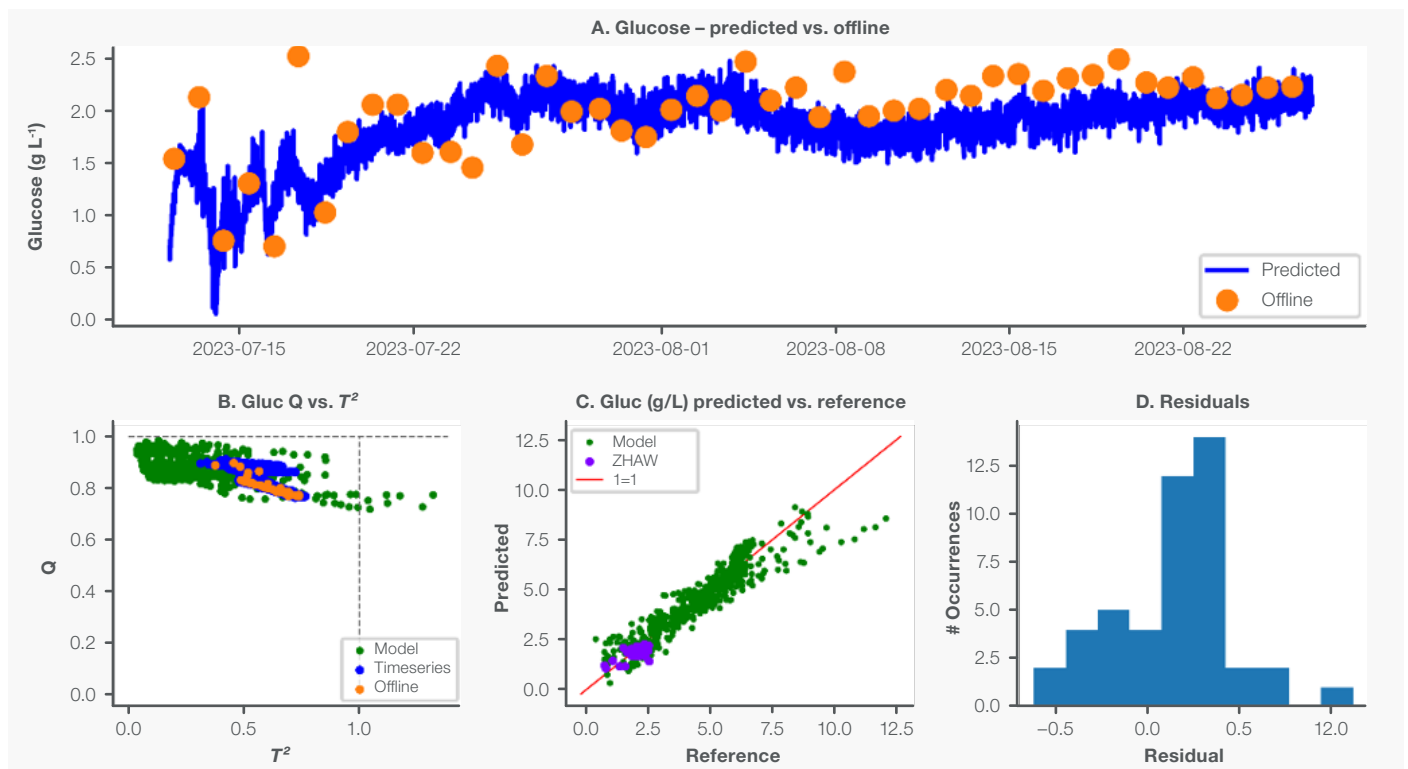 A. Glucose – predicted vs. offline
Glucose (g L-¹)
2.5
2.0
1.5
1.0
0.5
0.0
Predicted
Offline
2023-07-15 2023-07-22 2023-08-01 2023-08-08 2023-08-15 2023-08-22
B. Gluc Q vs. T²
Q
1.0
0.8
0.6
0.4
0.2
0.0
Model
Timeseries
Offline
0.0 0.5 1.0
T²
C. Gluc (g/L) predicted vs. reference
Predicted
12.5
10.0
7.5
5.0
2.5
0.0
Model
ZHAW
1=1
0.0 2.5 5.0 7.5 10.0 12.5
Reference
D. Residuals
# Occurrences
12.5
10.0
7.5
5.0
2.5
0.0
−0.5 0.0 0.5 12.0
Residual